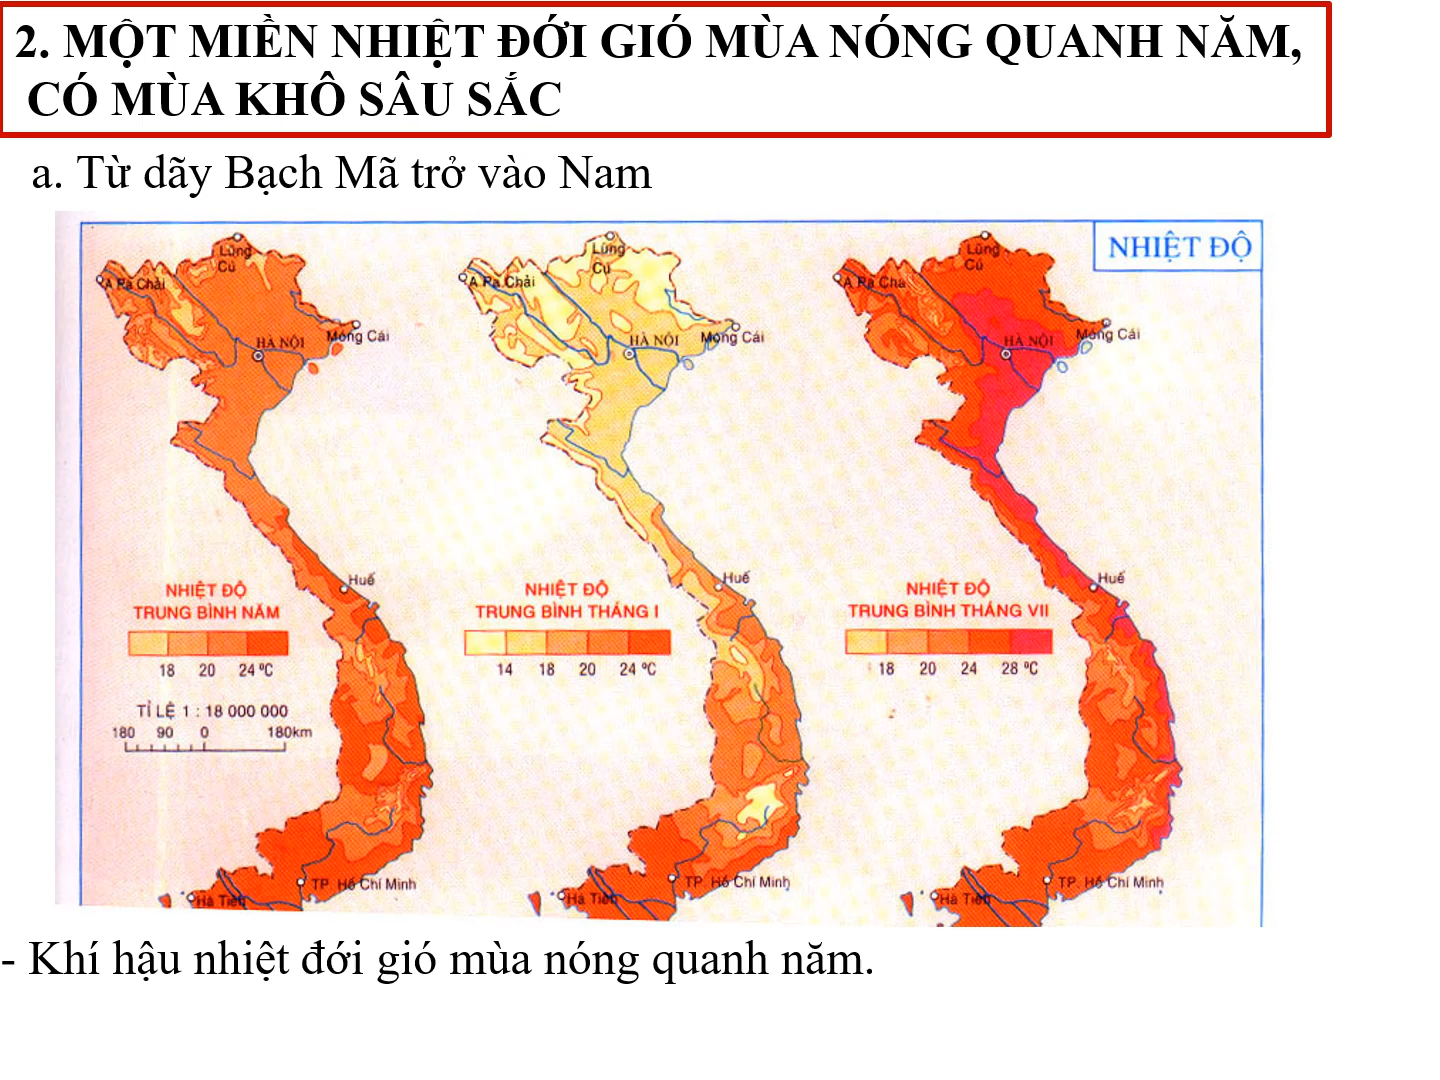 2. MỘT MIỀN NHIỆT ĐỚI GIÓ MÙA NÓNG QUANH NĂM,
CÓ MÙA KHÔ SÂU SẮC
a. Từ dãy Bạch Mã trở vào Nam
NHIỆT ĐỘ
Lũng
Cú
A Pa Chải
HÀ NỘI
Móng Cái
Huế
NHIỆT ĐỘ
TRUNG BÌNH NĂM
18 20 24 ºC
TỈ LỆ 1 : 18 000 000
180 90 0 180km
TP. Hồ Chí Minh
Hà Tiên
Lũng
Cú
A Pa Chải
HÀ NỘI
Móng Cái
Huế
NHIỆT ĐỘ
TRUNG BÌNH THÁNG I
14 18 20 24 ºC
TP. Hồ Chí Minh
Hà Tiên
Lũng
Cú
A Pa Cha
HÀ NỘI
Móng Cái
Huế
NHIỆT ĐỘ
TRUNG BÌNH THÁNG VII
18 20 24 28 ºC
TP. Hồ Chí Minh
Hà Tiên
- Khí hậu nhiệt đới gió mùa nóng quanh năm.